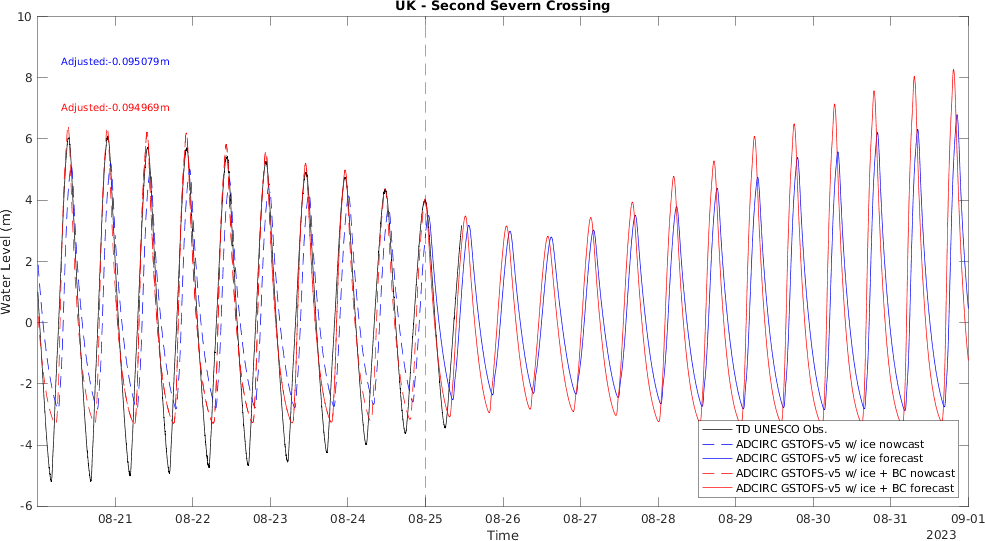 UK - Second Severn Crossing
10
8
6
4
2
0
-2
-4
-6
Water Level (m)
Adjusted:-0.095079m
Adjusted:-0.094969m
TD UNESCO Obs.
ADCIRC GSTOFS-v5 w/ ice nowcast
ADCIRC GSTOFS-v5 w/ ice forecast
ADCIRC GSTOFS-v5 w/ ice + BC nowcast
ADCIRC GSTOFS-v5 w/ ice + BC forecast
08-21 08-22 08-23 08-24 08-25 08-26 08-27 08-28 08-29 08-30 08-31 09-01
Time
2023